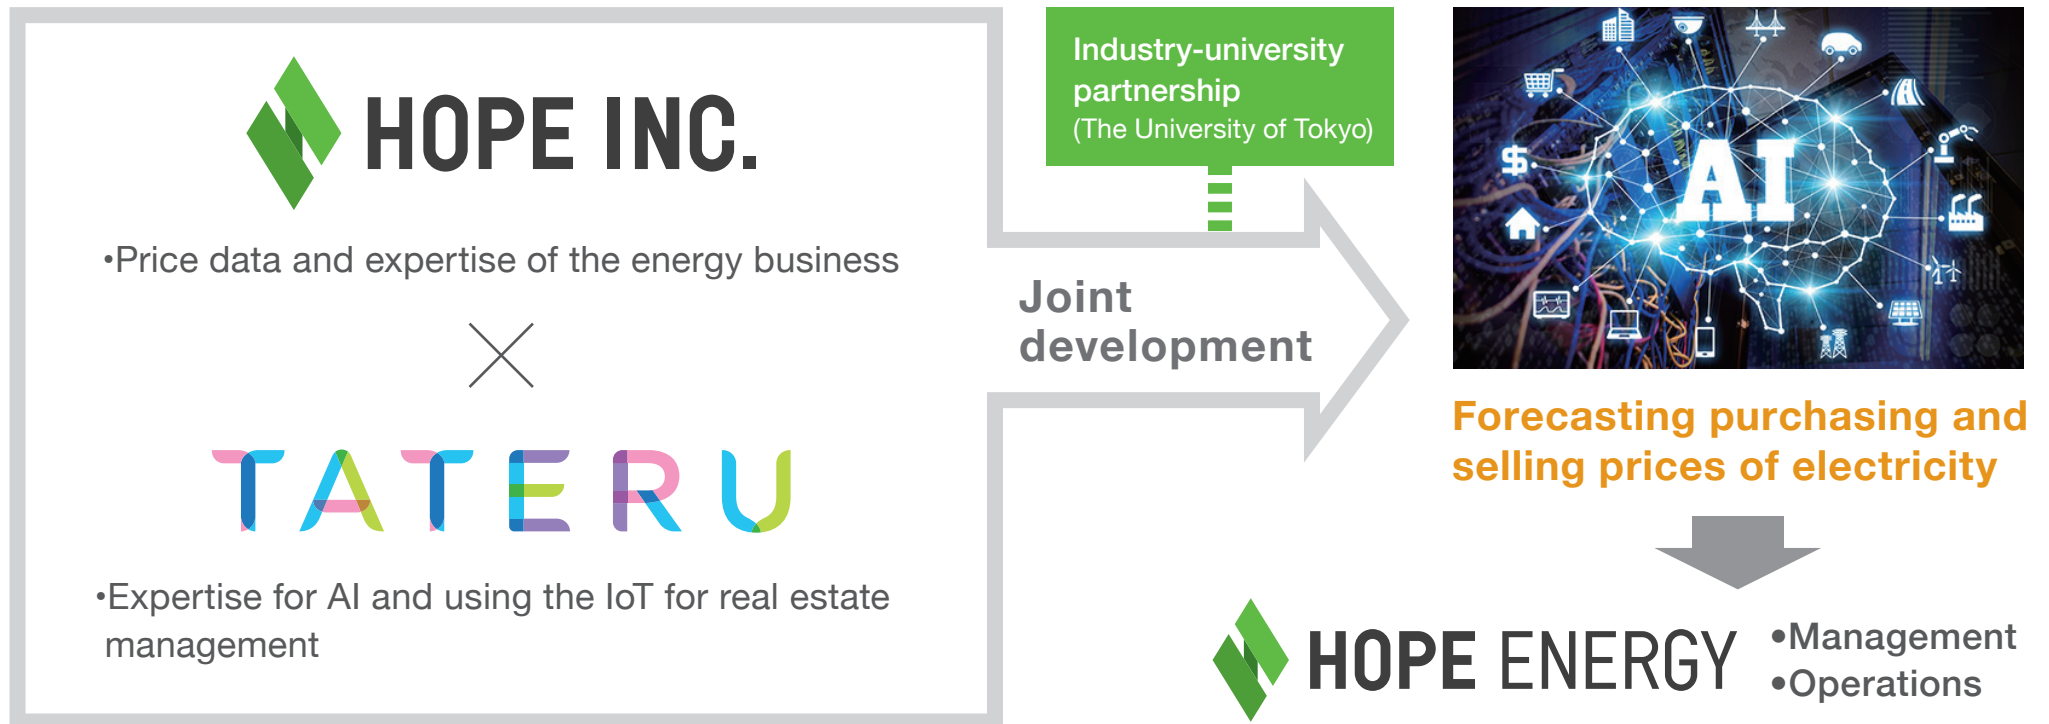 HOPE INC.
•Price data and expertise of the energy business
×
TATERU
•Expertise for AI and using the IoT for real estate
management
Industry-university
partnership
(The University of Tokyo)
Joint
development
AI
$
Forecasting purchasing and
selling prices of electricity
HOPE ENERGY
•Management
•Operations